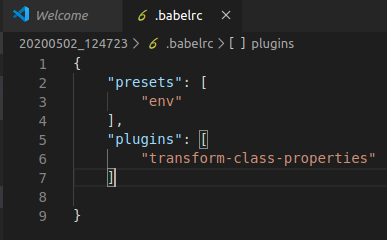 Welcome
.babelrc
20200502_124723 > .babelrc > [ ] plugins
1 {
2 "presets": [
3 "env"
4 ],
5 "plugins": [
6 "transform-class-properties"
7 ]
8
9 }